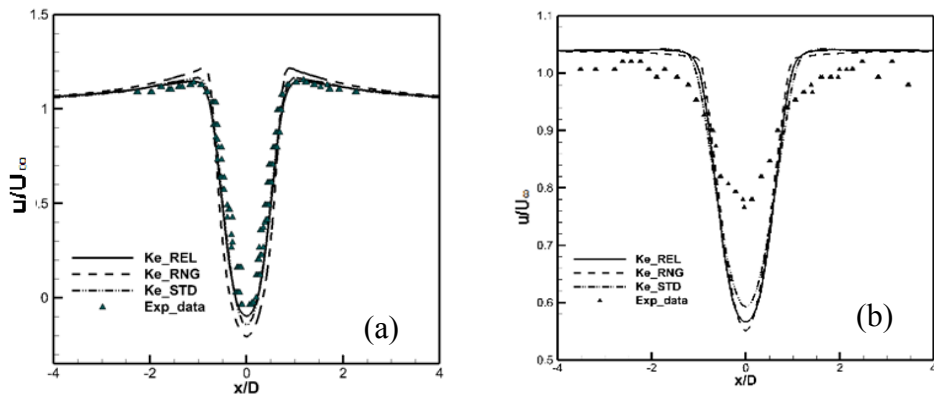 1.5
1
.5
0
-4
-2
0
2
4
u/U∞
x/D
Ke_REL
Ke_RNG
Ke_STD
Exp_data
(a)
1.1
1.0
0.9
0.8
0.7
0.6
0.5
-4
-2
0
2
4
u/U∞
x/D
Ke_REL
Ke_RNG
Ke_STD
Exp_data
(b)